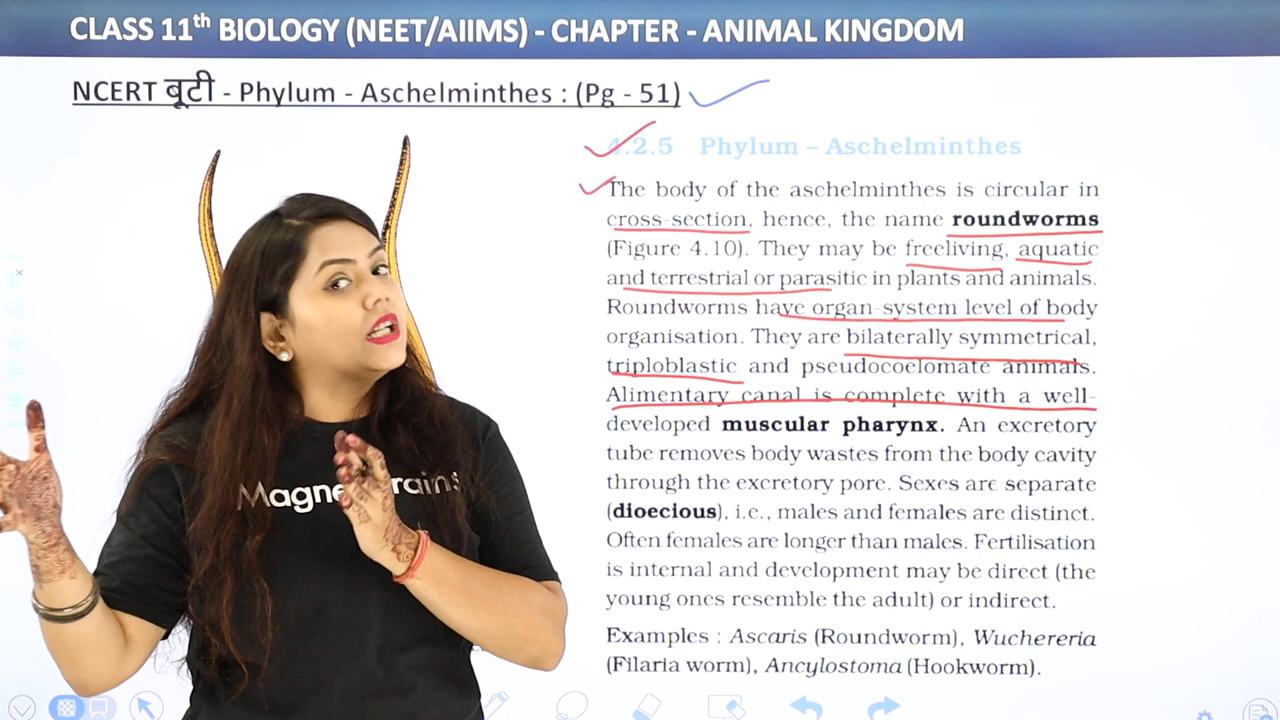 CLASS 11th BIOLOGY (NEET/AIIMS) - CHAPTER - ANIMAL KINGDOM
NCERT बूटी - Phylum - Aschelminthes : (Pg - 51)
4.2.5 Phylum – Aschelminthes
The body of the aschelminthes is circular in
cross-section, hence, the name roundworms
(Figure 4.10). They may be freeliving, aquatic
and terrestrial or parasitic in plants and animals.
Roundworms have organ-system level of body
organisation. They are bilaterally symmetrical,
triploblastic and pseudocoelomate animals.
Alimentary canal is complete with a well-
developed muscular pharynx. An excretory
tube removes body wastes from the body cavity
through the excretory pore. Sexes are separate
(dioecious), i.e., males and females are distinct.
Often females are longer than males. Fertilisation
is internal and development may be direct (the
young ones resemble the adult) or indirect.
Examples : Ascaris (Roundworm), Wuchereria
(Filaria worm), Ancylostoma (Hookworm).